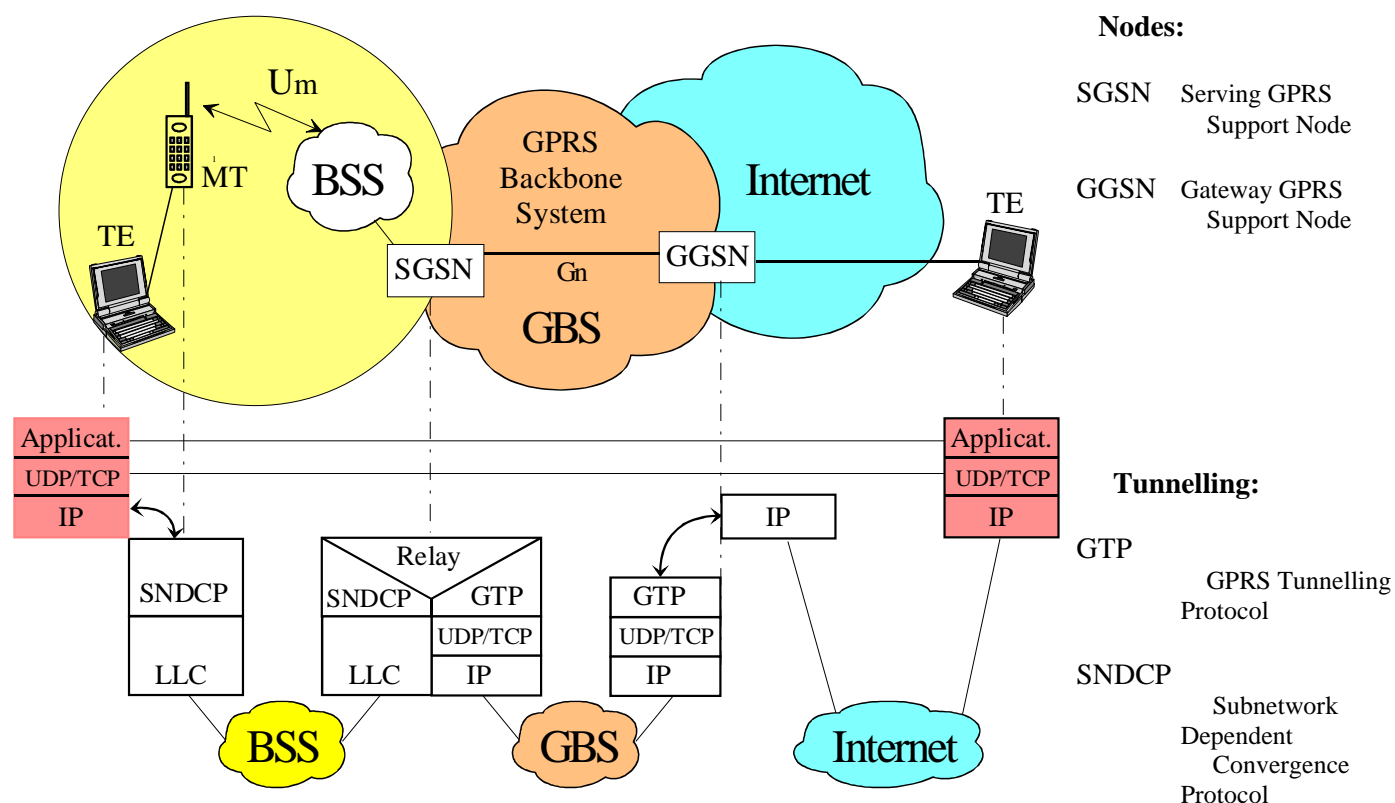 Nodes:
Um
SGSN Serving GPRS
Support Node
GPRS
Backbone
System
1
MT
BSS
Internet
GGSN Gateway GPRS
Support Node
TE
TE
SGSN
Gn
GGSN
GBS
Applicat.
UDP/TCP
IP
Applicat.
UDP/TCP
IP
Tunnelling:
IP
GTP
GPRS Tunnelling
Protocol
SNDCP
LLC
Relay
SNDCP
GTP
UDP/TCP
LLC
IP
GTP
UDP/TCP
IP
SNDCP
Subnetwork
Dependent
Convergence
Protocol
BSS
GBS
Internet